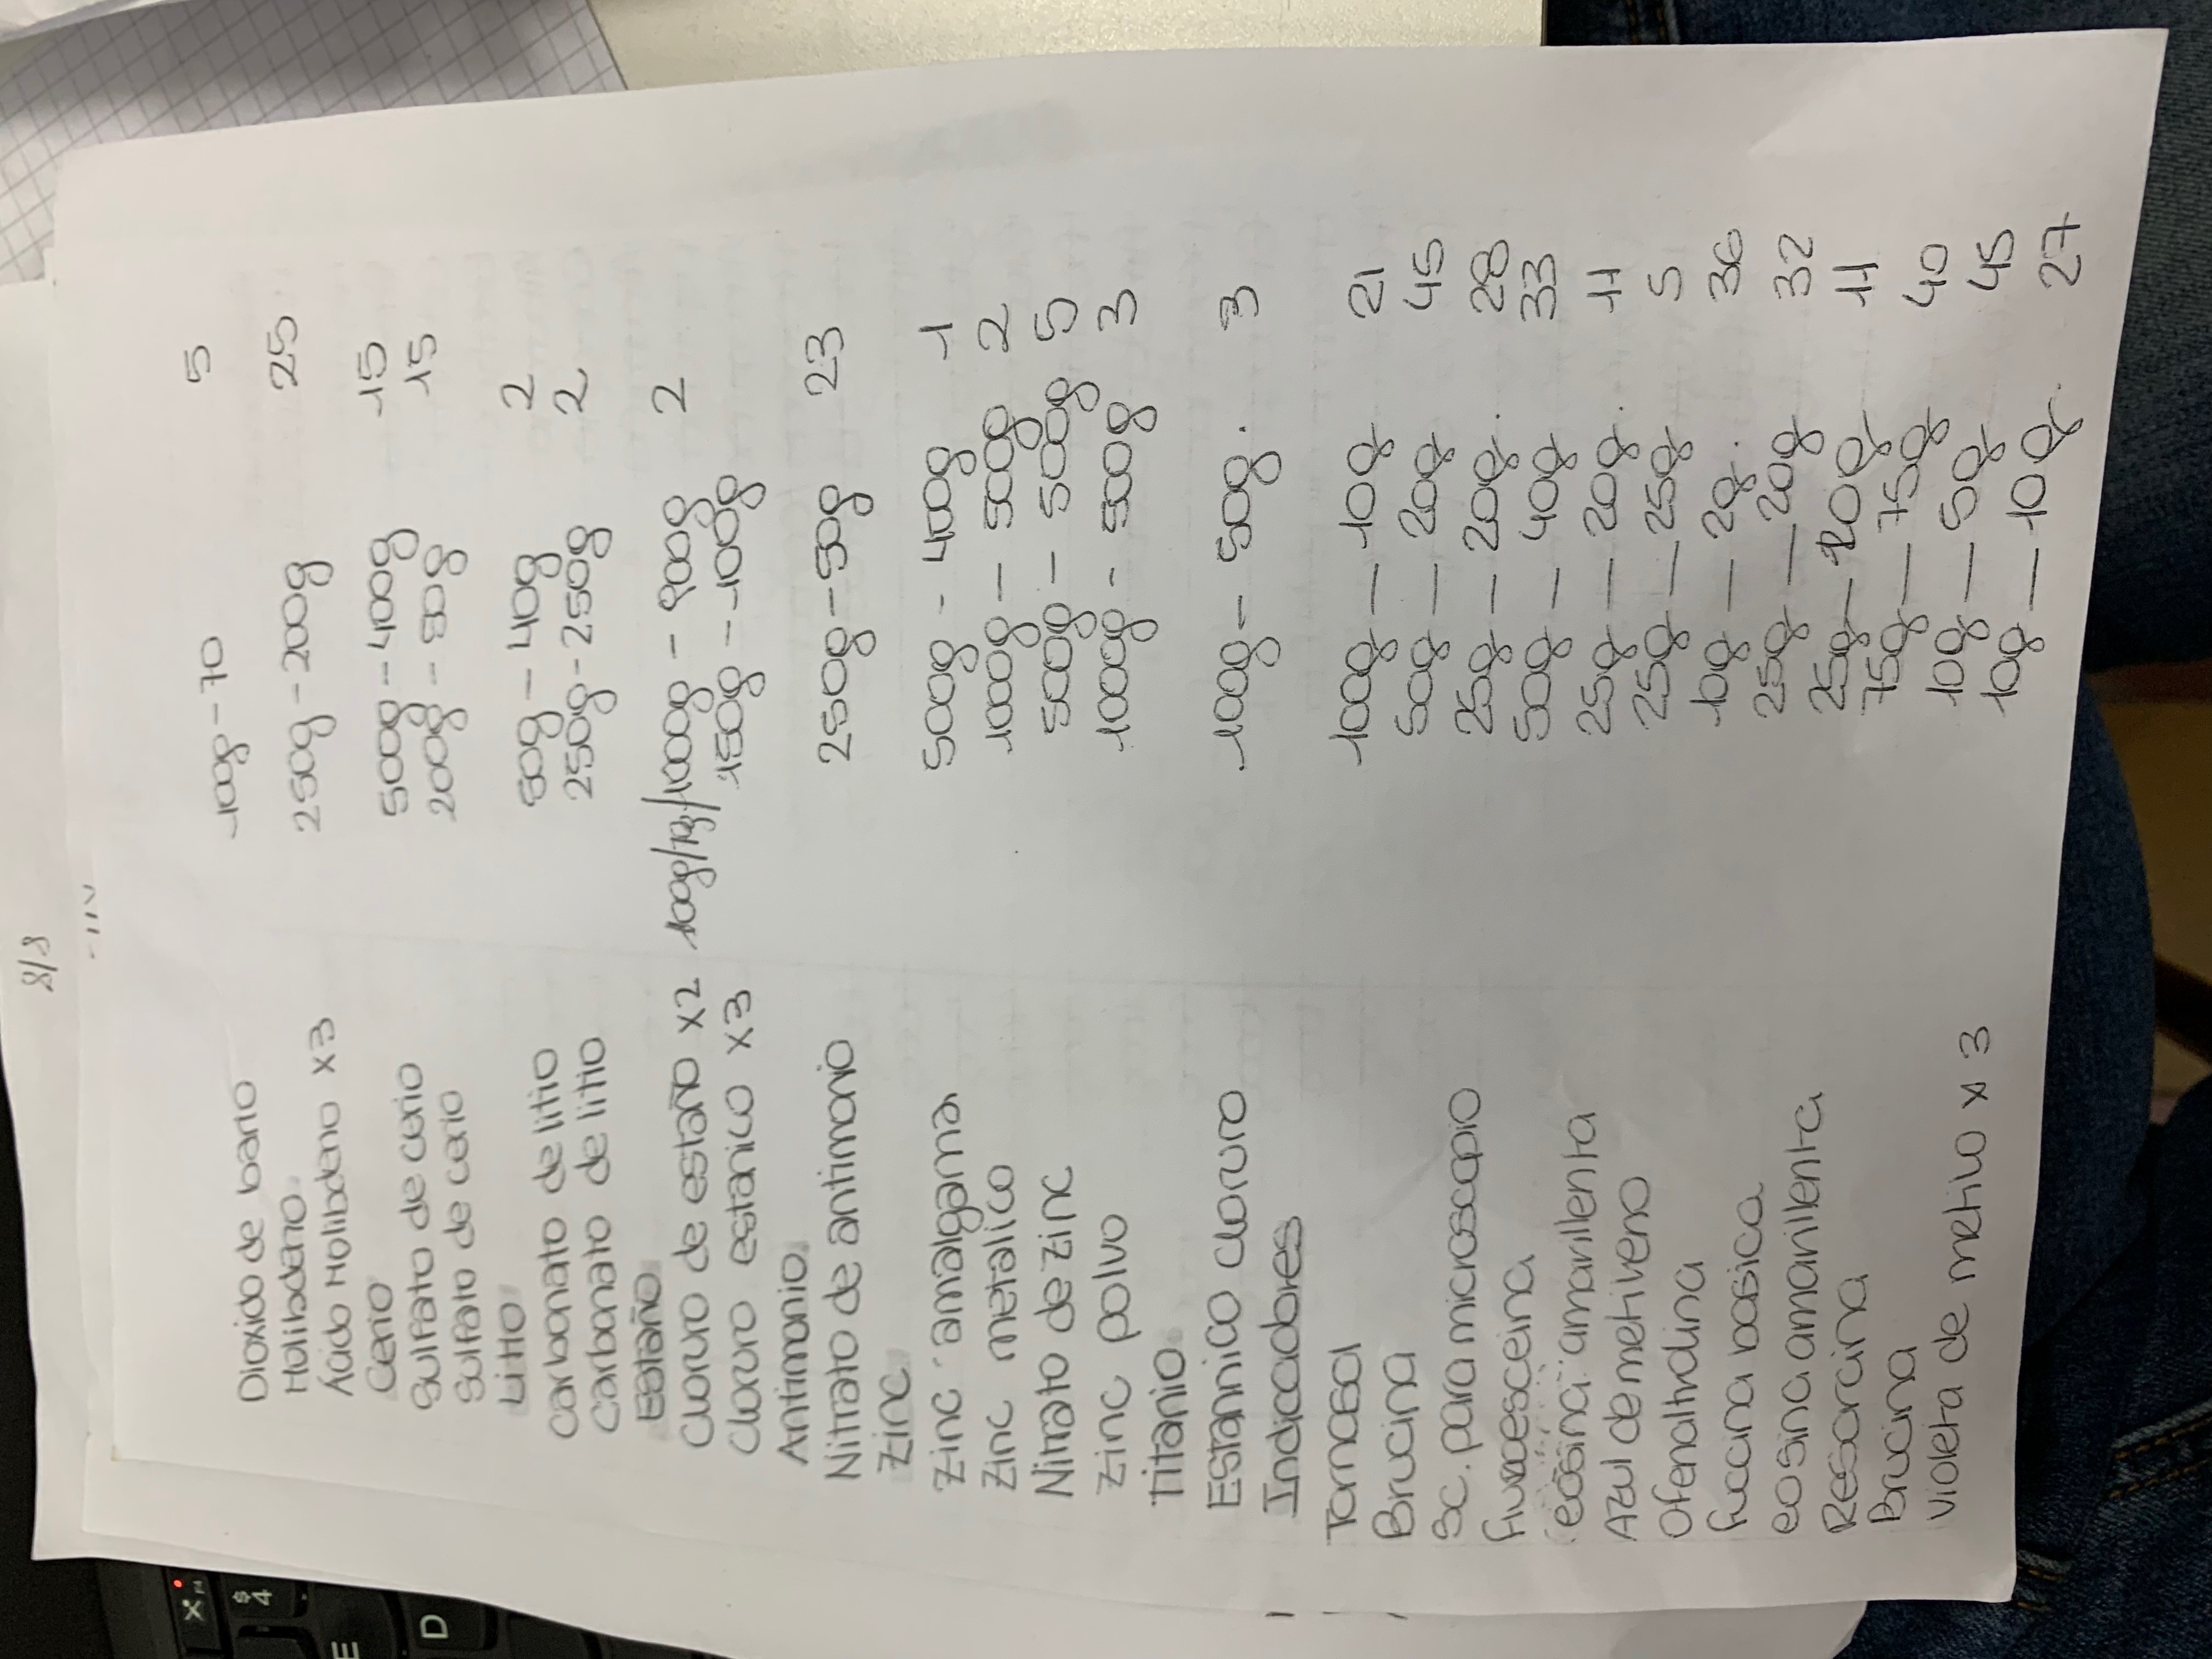 8/8
Dioxido de bario 100g - 70 5
Molibdeno
Ácido Molibdeno x3 250g - 200g 25
Cerio
Sulfato de cerio 500g - 400g 15
Sulfato de cerio 200g - 50g 15
Litio
Carbonato de litio 50g - 40g 2
Carbonato de litio 250g - 250g 2
Estaño
Cloruro de estaño x2 1000g - 900g 2
Cloruro estanico x3 150g - 100g
Antimonio
Nitrato de antimonio 250g - 50g 23
Zinc
Zinc amalgama 500g - 400g 1
Zinc metalico 1000g - 500g 2
Nitrato de zinc 500g - 500g 5
Zinc polvo 1000g - 500g 3
Titanio
Estannico cloruro 100g - 50g. 3
Indicadores
Tornasol 100g - 10g 21
Brucina 50g - 20g 45
Sc. para microscopio 25g - 20g. 28
Fluroesceina 50g - 40g 33
eosina amarillenta 25g - 20g. 11
Azul de metileno 25g - 25g 5
Ofenaltrolina 10g - 2g. 36
Fuccina basica 25g - 20g 32
eosina amarillenta 25g - 20g 11
Resorcina 75g - 75g 40
Brucina 10g - 5g 45
Violeta de metilo x 3 10g - 10g. 27
X F4
$
4
E
D